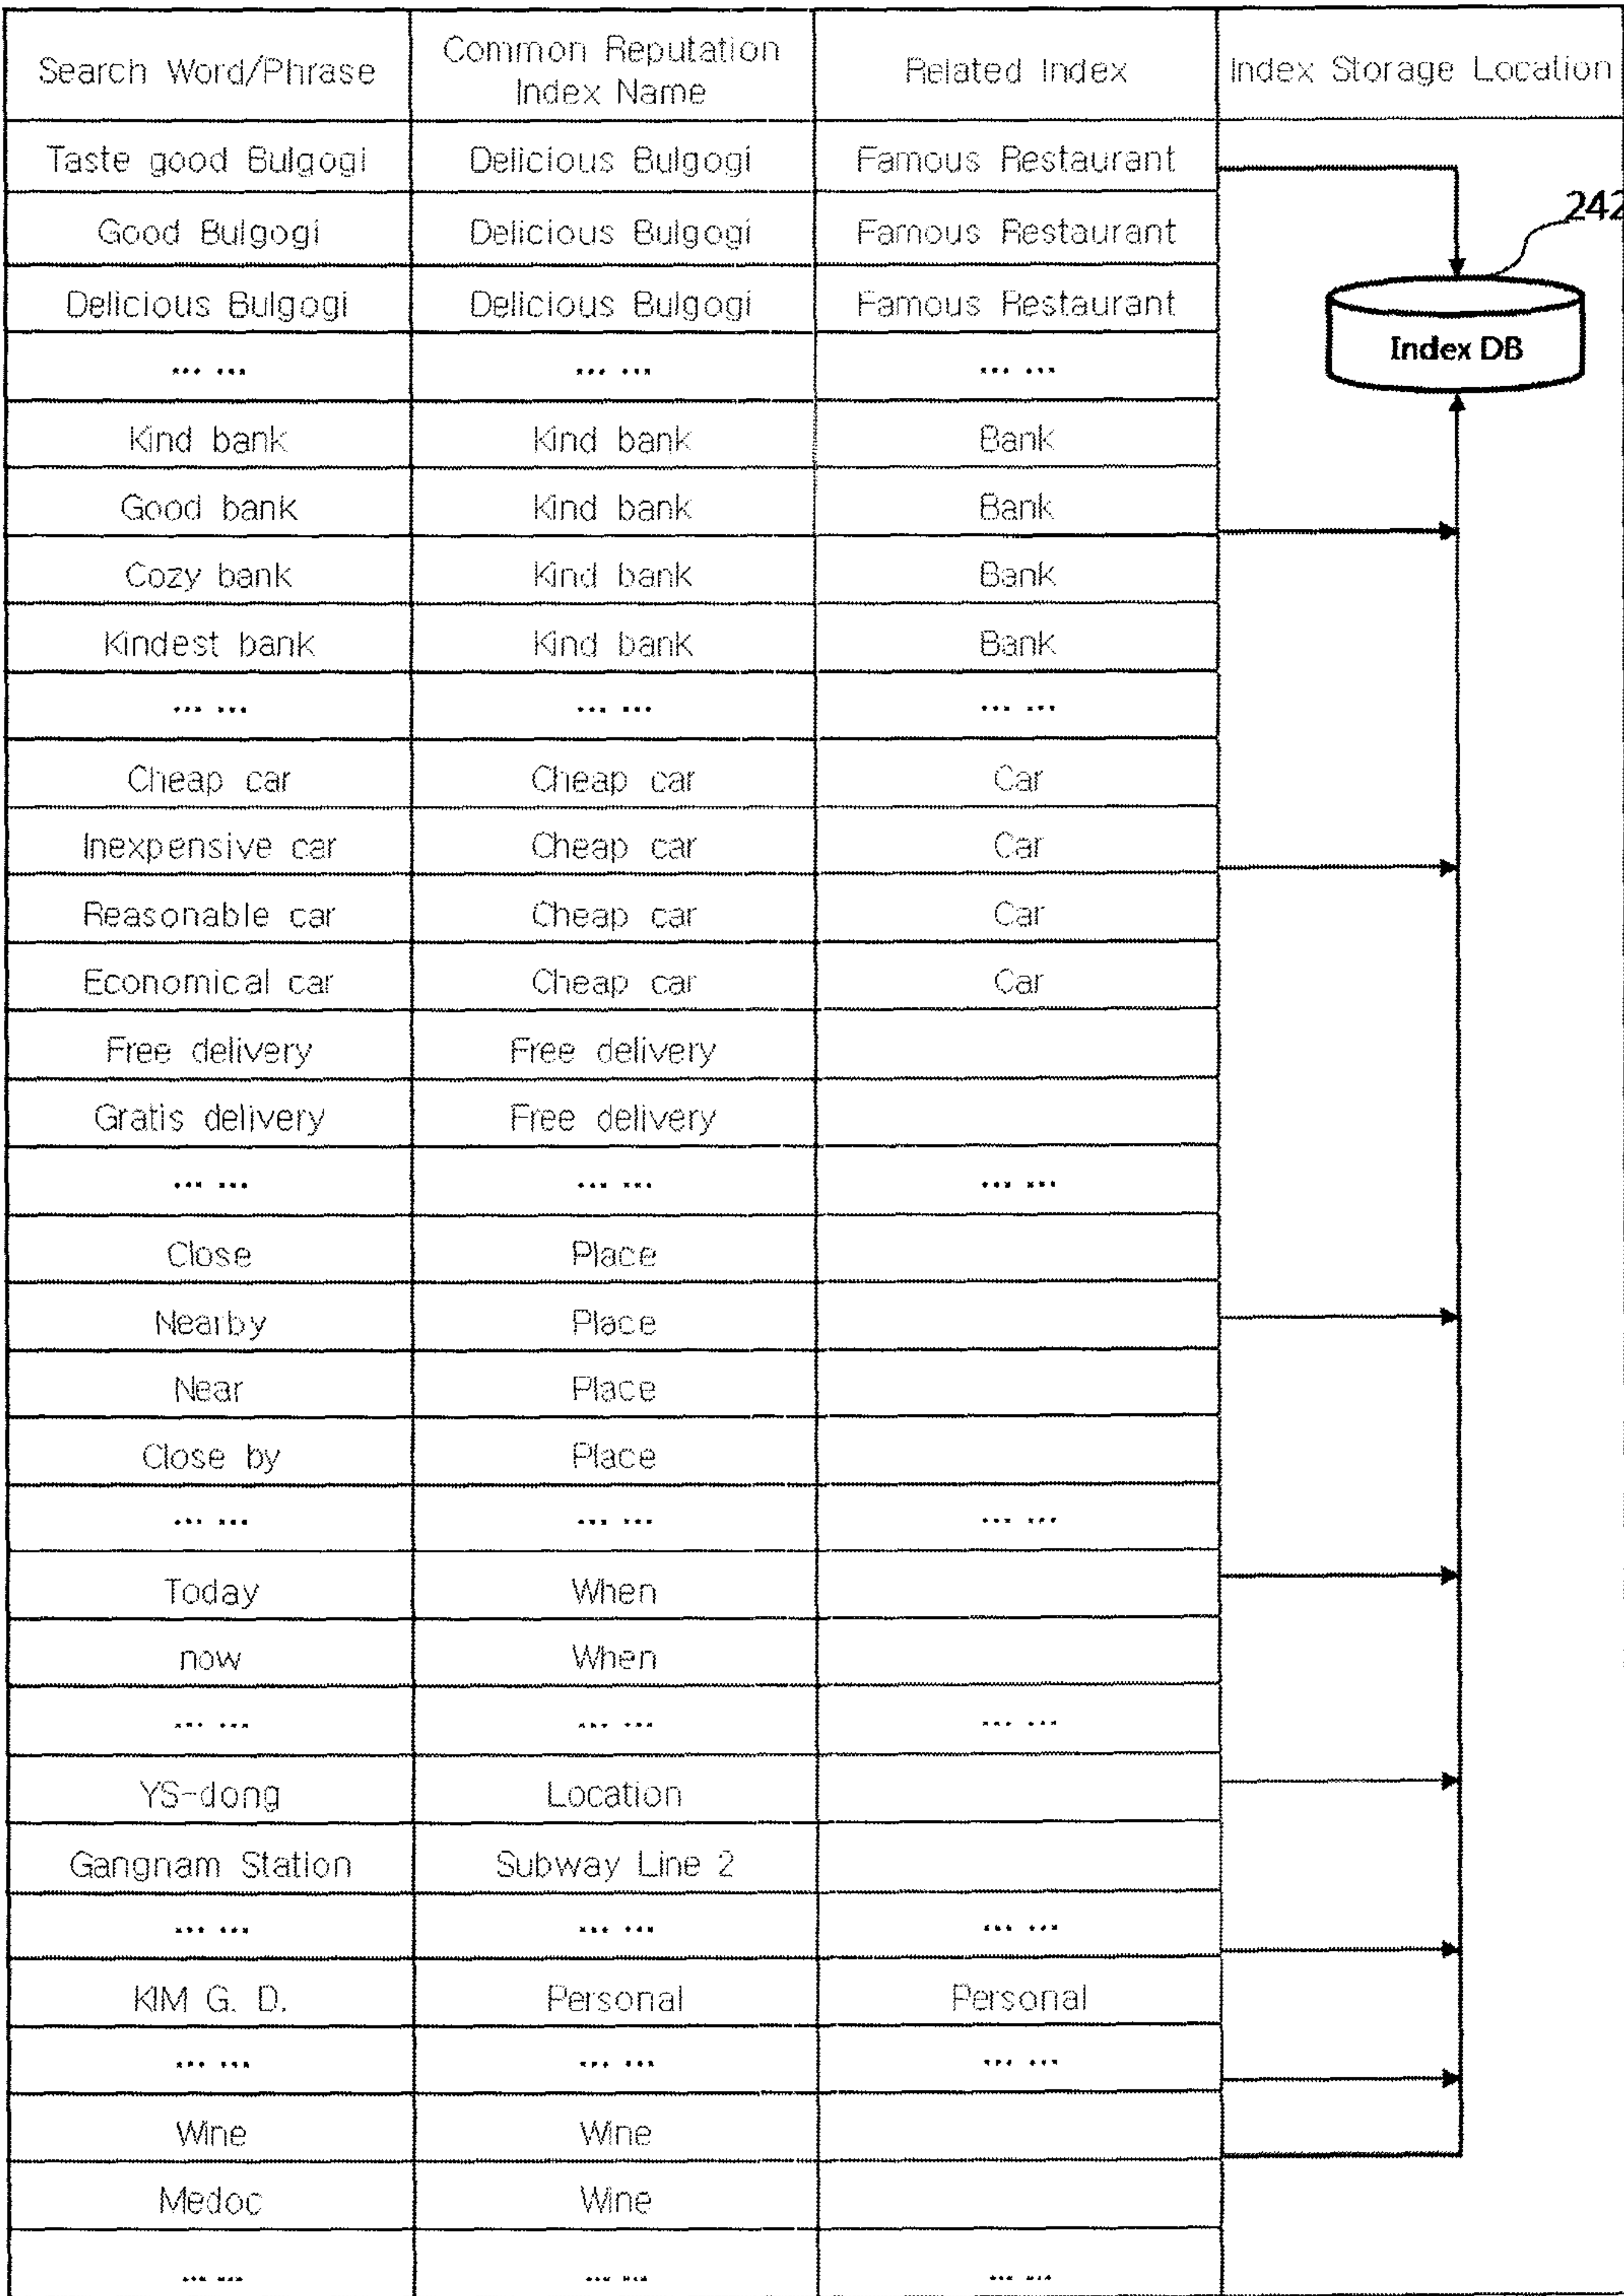 Search Word/Phrase Common Reputation Index Name Related Index Index Storage Location
Taste good Bulgogi Delicious Bulgogi Famous Restaurant
242
Good Bulgogi Delicious Bulgogi Famous Restaurant
Delicious Bulgogi Delicious Bulgogi Famous Restaurant
Index DB
... ... ... ... ... ...
Kind bank Kind bank Bank
Good bank Kind bank Bank
Cozy bank Kind bank Bank
Kindest bank Kind bank Bank
... ... ... ... ... ...
Cheap car Cheap car Car
Inexpensive car Cheap car Car
Reasonable car Cheap car Car
Economical car Cheap car Car
Free delivery Free delivery
Gratis delivery Free delivery
... ... ... ... ... ...
Close Place
Nearby Place
Near Place
Close by Place
... ... ... ... ... ...
Today When
now When
... ... ... ... ... ...
YS-dong Location
Gangnam Station Subway Line 2
... ... ... ... ... ...
KIM G. D. Personal Personal
... ... ... ... ... ...
Wine Wine
Medoc Wine
... ... ... ... ... ...